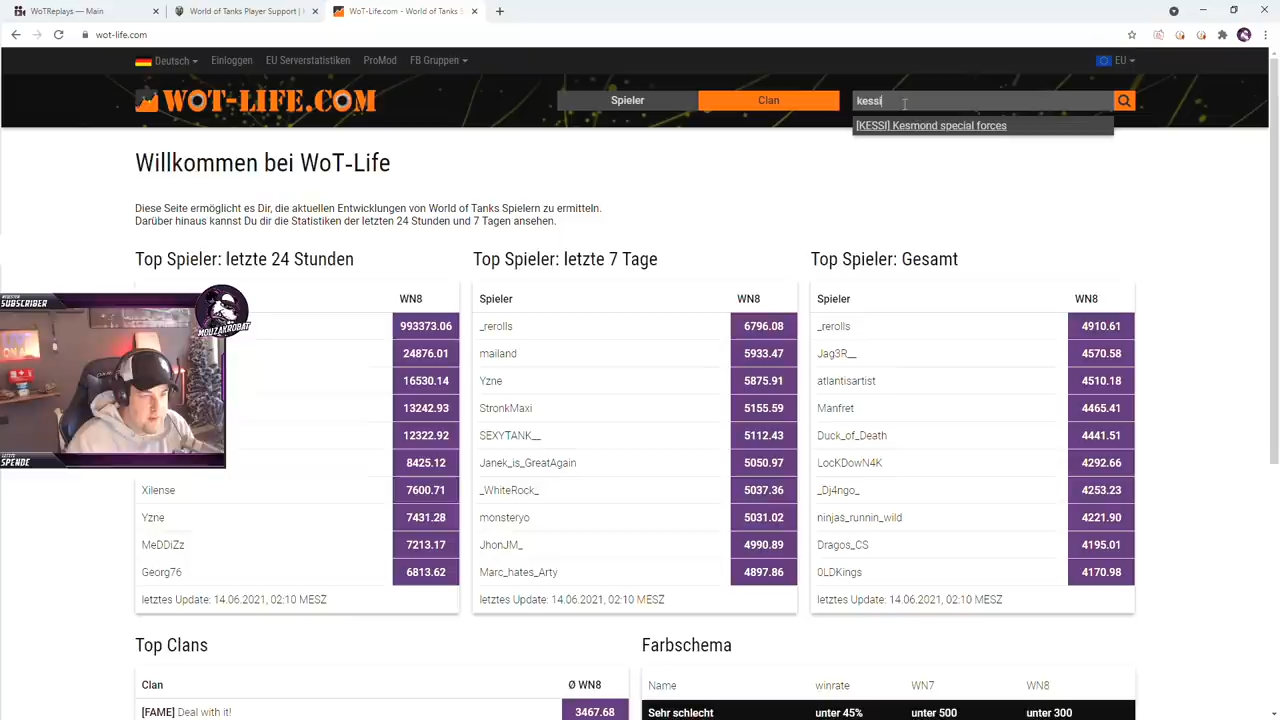 WoTReplays — Main
World of Tanks Player Support |
WoT-Life.com - World of Tanks S
wot-life.com
Deutsch
Einloggen
EU Serverstatistiken
ProMod
FB Gruppen
EU
WOT-LIFE.COM
Spieler
Clan
kessi
[KESSI] Kesmond special forces
Willkommen bei WoT-Life
Diese Seite ermöglicht es Dir, die aktuellen Entwicklungen von World of Tanks Spielern zu ermitteln.
Darüber hinaus kannst Du dir die Statistiken der letzten 24 Stunden und 7 Tagen ansehen.
Top Spieler: letzte 24 Stunden
WN8
993373.06
24876.01
16530.14
13242.93
12322.92
8425.12
Xilense 7600.71
Yzne 7431.28
MeDDiZz 7213.17
Georg76 6813.62
letztes Update: 14.06.2021, 02:10 MESZ
Top Spieler: letzte 7 Tage
Spieler WN8
_rerolls 6796.08
mailand 5933.47
Yzne 5875.91
StronkMaxi 5155.59
SEXYTANK__ 5112.43
Janek_is_GreatAgain 5050.97
_WhiteRock_ 5037.36
monsteryo 5031.02
JhonJM_ 4990.89
Marc_hates_Arty 4897.86
letztes Update: 14.06.2021, 02:10 MESZ
Top Spieler: Gesamt
Spieler WN8
_rerolls 4910.61
Jag3R__ 4570.58
atlantisartist 4510.18
Manfret 4465.41
Duck_of_Death 4441.51
LocKDowN4K 4292.66
_Dj4ngo_ 4253.23
ninjas_runnin_wild 4221.90
Dragos_CS 4195.01
0LDKings 4170.98
letztes Update: 14.06.2021, 02:10 MESZ
SUBSCRIBER
MOUZAKROBAT
SPENDE
Top Clans
Clan Ø WN8
[FAME] Deal with it! 3467.68
Farbschema
Name winrate WN7 WN8
Sehr schlecht unter 45% unter 500 unter 300